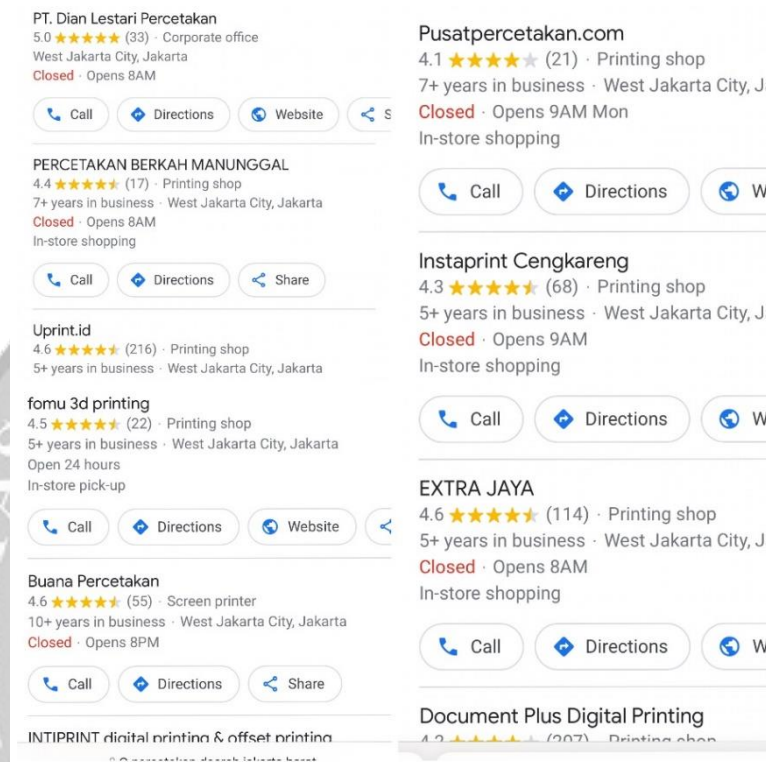 PT. Dian Lestari Percetakan
5.0 (33) · Corporate office
West Jakarta City, Jakarta
Closed · Opens 8AM
Call Directions Website S
PERCETAKAN BERKAH MANUNGGAL
4.4 (17) · Printing shop
7+ years in business · West Jakarta City, Jakarta
Closed · Opens 8AM
In-store shopping
Call Directions Share
Uprint.id
4.6 (216) · Printing shop
5+ years in business · West Jakarta City, Jakarta
fomu 3d printing
4.5 (22) · Printing shop
5+ years in business · West Jakarta City, Jakarta
Open 24 hours
In-store pick-up
Call Directions Website
Buana Percetakan
4.6 (55) · Screen printer
10+ years in business · West Jakarta City, Jakarta
Closed · Opens 8PM
Call Directions Share
INTIPRINT digital printing & offset printing
percetakan daerah jakarta barat
Pusatpercetakan.com
4.1 (21) · Printing shop
7+ years in business · West Jakarta City, J
Closed · Opens 9AM Mon
In-store shopping
Call Directions W
Instaprint Cengkareng
4.3 (68) · Printing shop
5+ years in business · West Jakarta City, J
Closed · Opens 9AM
In-store shopping
Call Directions W
EXTRA JAYA
4.6 (114) · Printing shop
5+ years in business · West Jakarta City, J
Closed · Opens 8AM
In-store shopping
Call Directions W
Document Plus Digital Printing
4.2 (207) · Printing shop